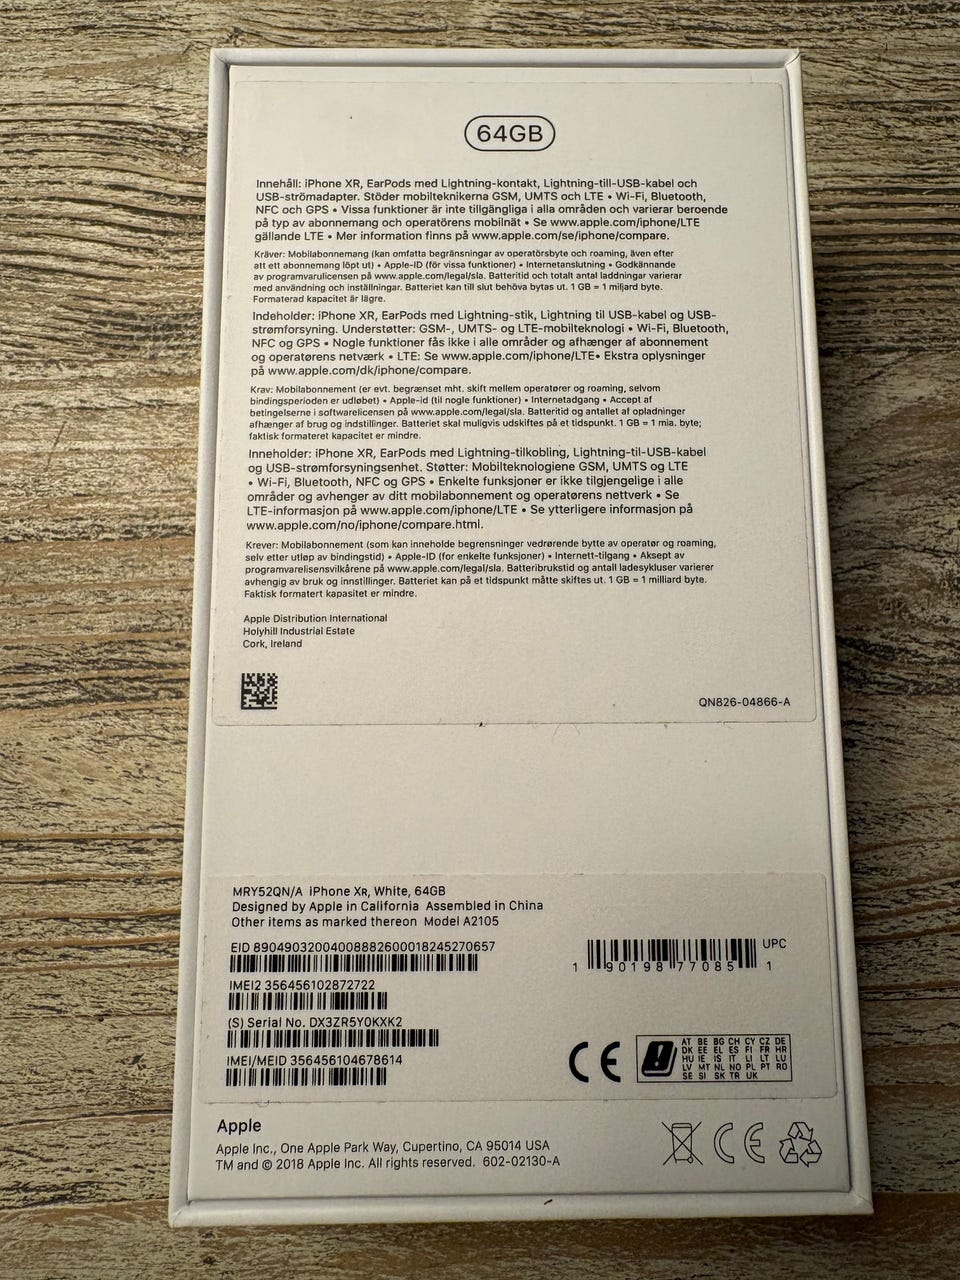 64GB
Innehåll: iPhone XR, EarPods med Lightning-kontakt, Lightning-till-USB-kabel och
USB-strömadapter. Stöder mobilteknikerna GSM, UMTS och LTE • Wi-Fi, Bluetooth,
NFC och GPS • Vissa funktioner är inte tillgängliga i alla områden och varierar beroende
på typ av abonnemang och operatörens mobilnät • Se www.apple.com/iphone/LTE
gällande LTE • Mer information finns på www.apple.com/se/iphone/compare.
Kräver: Mobilabonnemang (kan omfatta begränsningar av operatörsbyte och roaming, även efter
att ett abonnemang löpt ut) • Apple-ID (för vissa funktioner) • Internetanslutning • Godkännande
av programvarulicensen på www.apple.com/legal/sla. Batteritid och totalt antal laddningar varierar
med användning och inställningar. Batteriet kan till slut behöva bytas ut. 1 GB = 1 miljard byte.
Formaterad kapacitet är lägre.
Indeholder: iPhone XR, EarPods med Lightning-stik, Lightning til USB-kabel og USB-
strømforsyning. Understøtter: GSM-, UMTS- og LTE-mobilteknologi • Wi-Fi, Bluetooth,
NFC og GPS • Nogle funktioner fås ikke i alle områder og afhænger af abonnement
og operatørens netværk • LTE: Se www.apple.com/iphone/LTE• Ekstra oplysninger
på www.apple.com/dk/iphone/compare.
Krav: Mobilabonnement (er evt. begrænset mht. skift mellem operatører og roaming, selvom
bindingsperioden er udløbet) • Apple-id (til nogle funktioner) • Internetadgang • Accept af
betingelserne i softwarelicensen på www.apple.com/legal/sla. Batteritid og antallet af opladninger
afhænger af brug og indstillinger. Batteriet skal muligvis udskiftes på et tidspunkt. 1 GB = 1 mia. byte;
faktisk formateret kapacitet er mindre.
Inneholder: iPhone XR, EarPods med Lightning-tilkobling, Lightning-til-USB-kabel
og USB-strømforsyningsenhet. Støtter: Mobilteknologiene GSM, UMTS og LTE
• Wi-Fi, Bluetooth, NFC og GPS • Enkelte funksjoner er ikke tilgjengelige i alle
områder og avhenger av ditt mobilabonnement og operatørens nettverk • Se
LTE-informasjon på www.apple.com/iphone/LTE • Se ytterligere informasjon på
www.apple.com/no/iphone/compare.html.
Krever: Mobilabonnement (som kan inneholde begrensninger vedrørende bytte av operatør og roaming,
selv etter utløp av bindingstid) • Apple-ID (for enkelte funksjoner) • Internett-tilgang • Aksept av
programvarelisensvilkårene på www.apple.com/legal/sla. Batteribrukstid og antall ladesykluser varierer
avhengig av bruk og innstillinger. Batteriet kan på et tidspunkt måtte skiftes ut. 1 GB = 1 milliard byte.
Faktisk formatert kapasitet er mindre.
Apple Distribution International
Holyhill Industrial Estate
Cork, Ireland
QN826-04866-A
MRY52QN/A iPhone XR, White, 64GB
Designed by Apple in California Assembled in China
Other items as marked thereon Model A2105
EID 89049032004008882600018245270657
UPC
1 90198 77085 1
IMEI2 356456102872722
(S) Serial No. DX3ZR5Y0KXK2
IMEI/MEID 356456104678614
CE
AT BE BG CH CY CZ DE
DK EE EL ES FI FR HR
HU IE IS IT LI LT LU
LV MT NL NO PL PT RO
SE SI SK TR UK
Apple
Apple Inc., One Apple Park Way, Cupertino, CA 95014 USA
TM and © 2018 Apple Inc. All rights reserved. 602-02130-A
CE